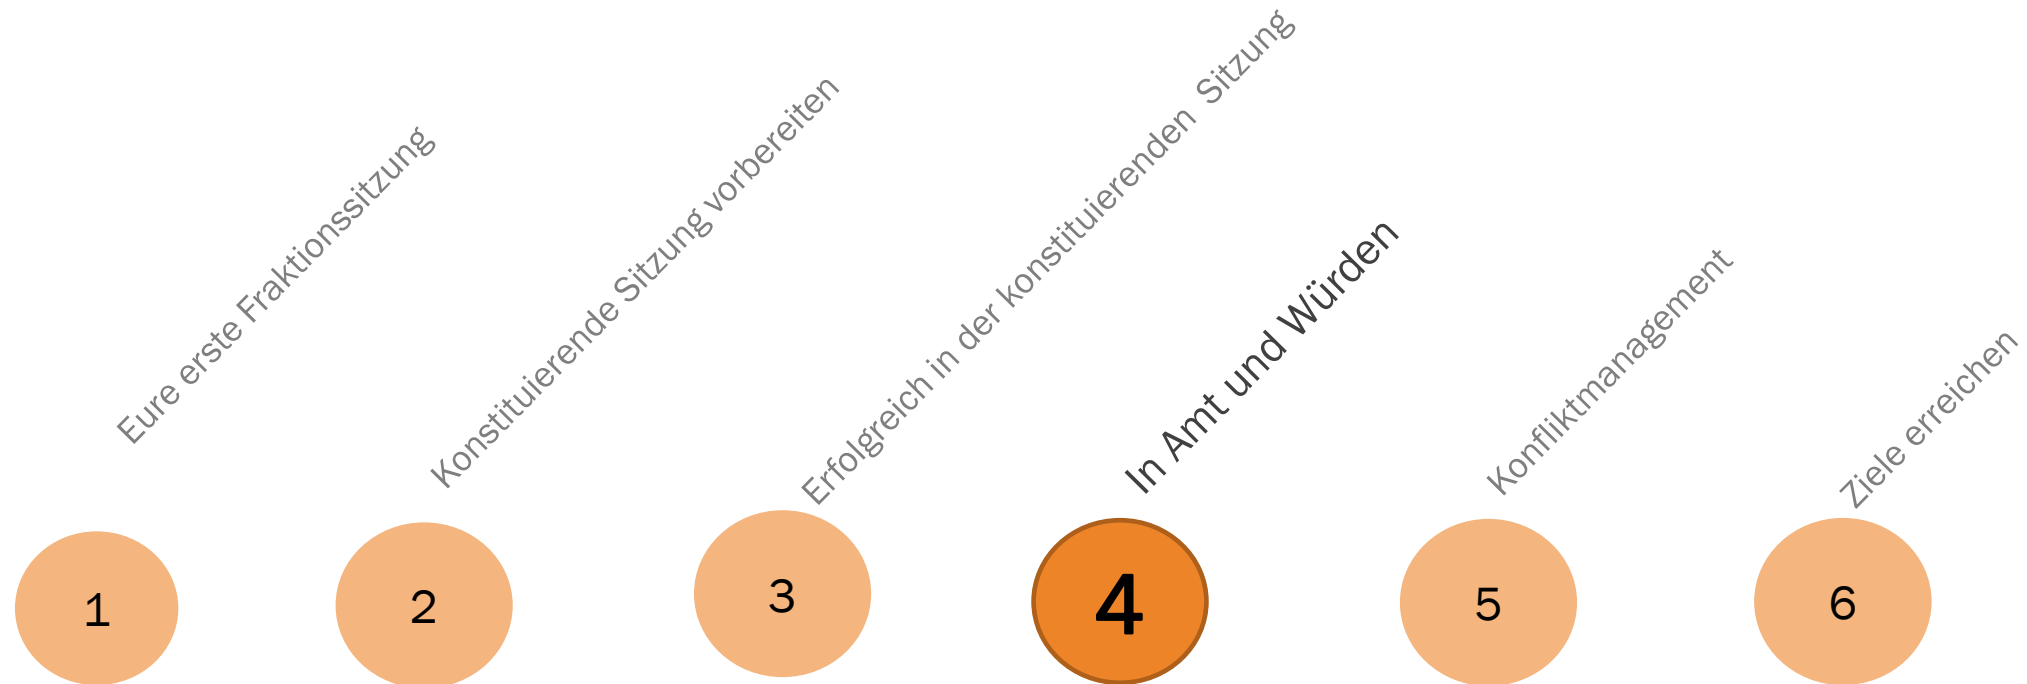 Eure erste Fraktionssitzung
Konstituierende Sitzung vorbereiten
Erfolgreich in der konstituierenden  Sitzung
In Amt und Würden
Konfliktmanagement
Ziele erreichen
1
2
3
4
5
6